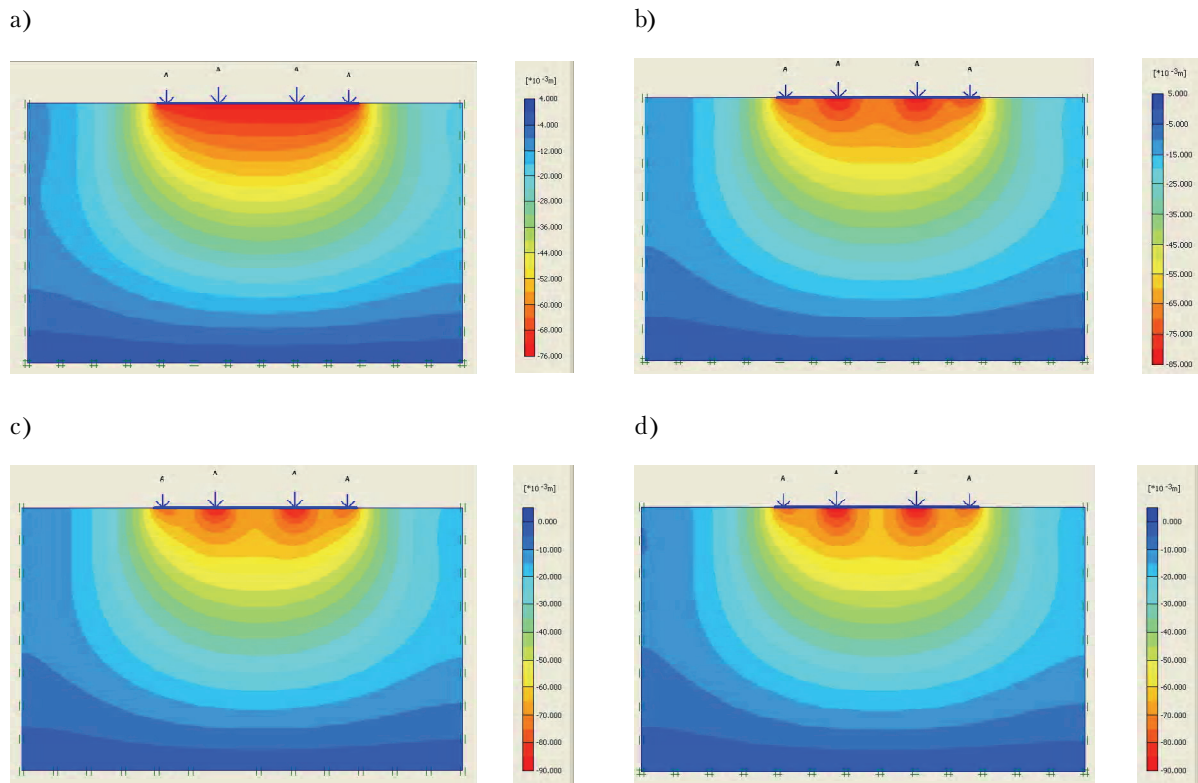 a)
b)
A
A
A
A
A
A
A
A
[*10 -3m]
4.000
-4.000
-12.000
-20.000
-28.000
-36.000
-44.000
-52.000
-60.000
-68.000
-76.000
[*10 -3m]
5.000
-5.000
-15.000
-25.000
-35.000
-45.000
-55.000
-65.000
-75.000
-85.000
c)
d)
A
A
A
A
A
A
A
A
[*10 -3m]
0.000
-10.000
-20.000
-30.000
-40.000
-50.000
-60.000
-70.000
-80.000
-90.000
[*10 -3m]
0.000
-10.000
-20.000
-30.000
-40.000
-50.000
-60.000
-70.000
-80.000
-90.000